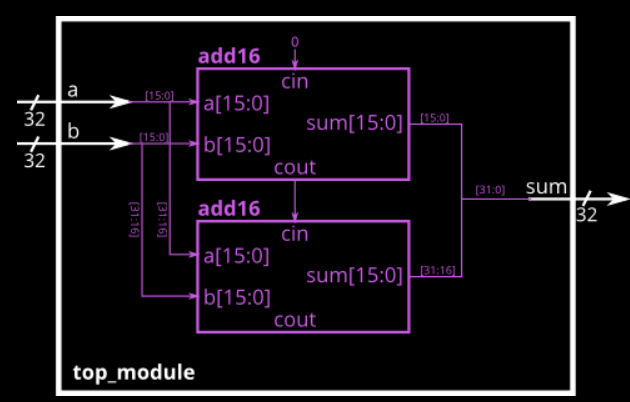 0
add16
cin
a
[15:0]
a[15:0]
32
sum[15:0]
[15:0]
b
[15:0]
b[15:0]
32
cout
[31:16]
[31:16]
add16
[31:0]
sum
32
cin
a[15:0]
sum[15:0]
[31:16]
b[15:0]
cout
top_module